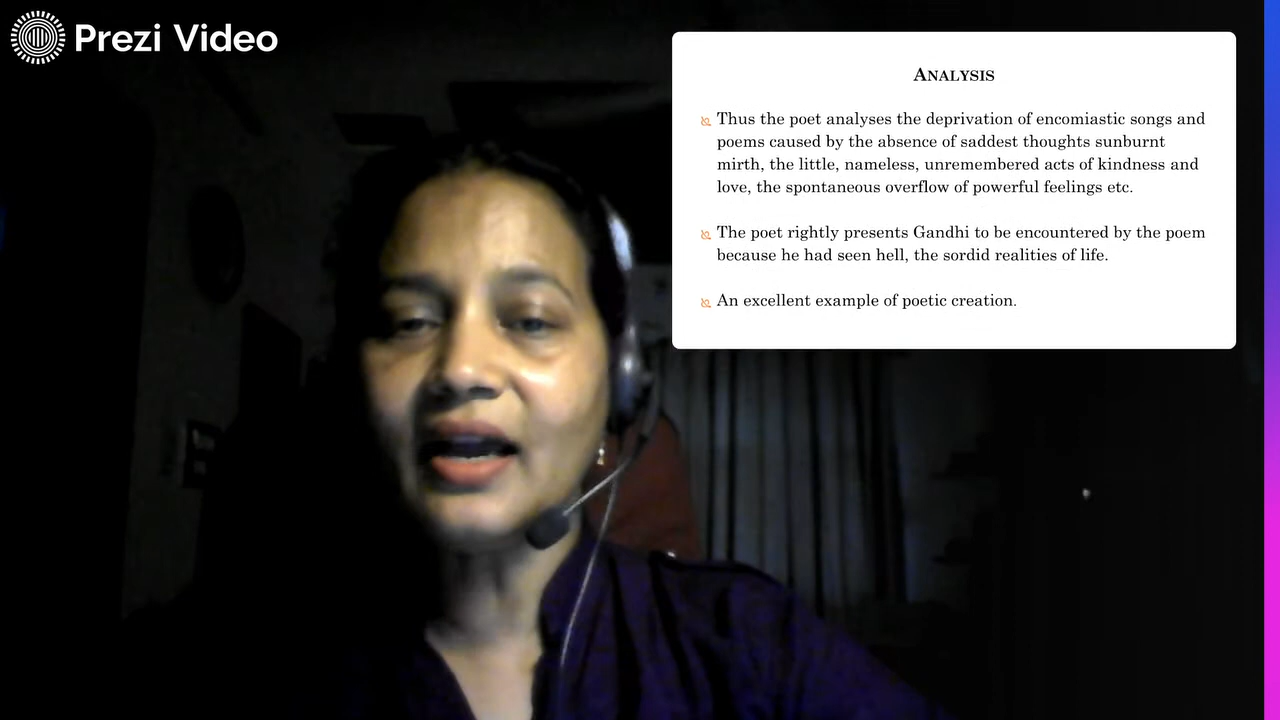 Prezi Video
ANALYSIS
Thus the poet analyses the deprivation of encomiastic songs and
poems caused by the absence of saddest thoughts sunburnt
mirth, the little, nameless, unremembered acts of kindness and
love, the spontaneous overflow of powerful feelings etc.
The poet rightly presents Gandhi to be encountered by the poem
because he had seen hell, the sordid realities of life.
An excellent example of poetic creation.